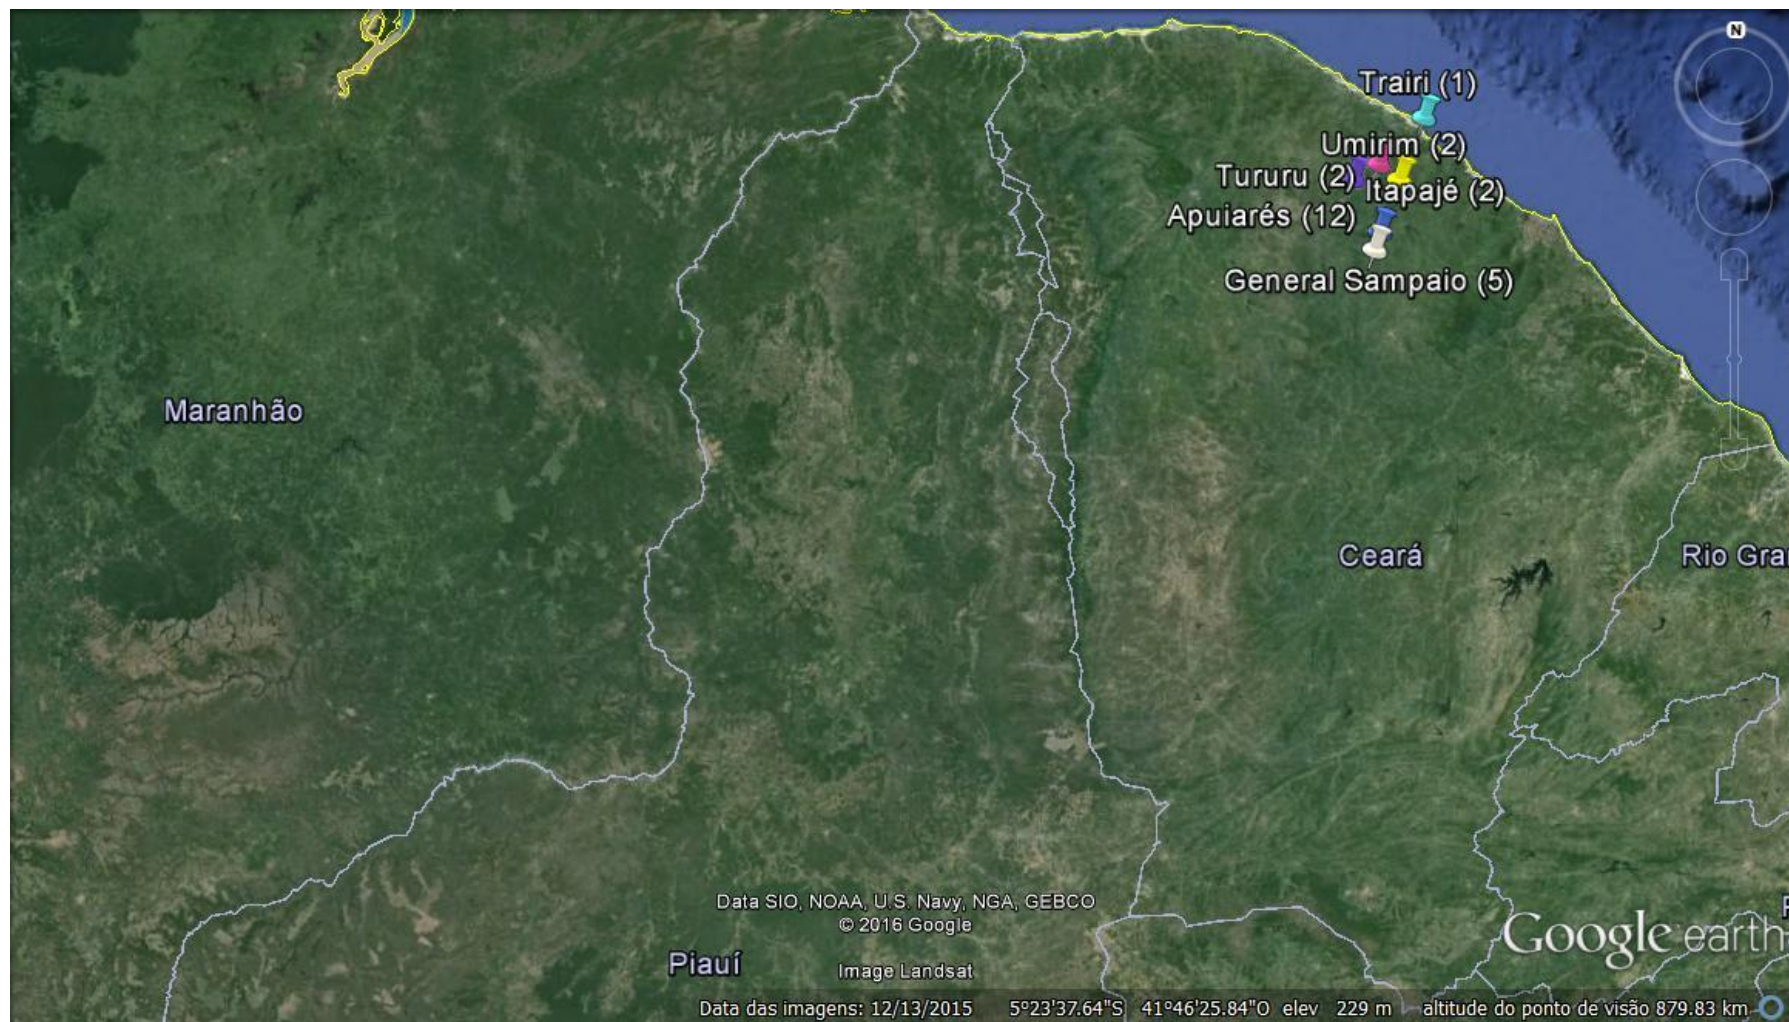 N
Trairi (1)
Umirim (2)
Tururu (2)
Itapajé (2)
Apuiarés (12)
General Sampaio (5)
Maranhão
Ceará
Rio Gra
Data SIO, NOAA, U.S. Navy, NGA, GEBCO
© 2016 Google
Google earth
Piauí
Image Landsat
Data das imagens: 12/13/2015 5°23'37.64"S 41°46'25.84"O elev 229 m altitude do ponto de visão 879.83 km